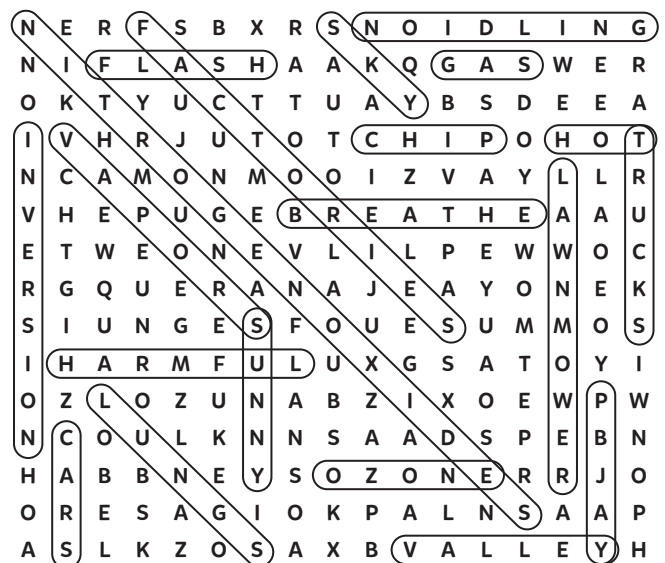 N E R F S B X R S N O I D L I N G
N I F L A S H A A K Q G A S W E R
O K T Y U C T T U A Y B S D E E A
I V H R J U T O T C H I P O H O T
N C A M O N M O O I Z V A Y L L R
V H E P U G E B R E A T H E A A U
E T W E O N E V L I L P E W W O C
R G Q U E R A N A J E A Y O N E K
S I U N G E S F O U E S U M M O S
I H A R M F U L U X G S A T O Y I
O Z L O Z U N A B Z I X O E W P W
N C O U L K N N S A A D S P E B N
H A B B N E Y S O Z O N E R R J O
O R E S A G I O K P A L N S A A P
A S L K Z O S A X B V A L L E Y H